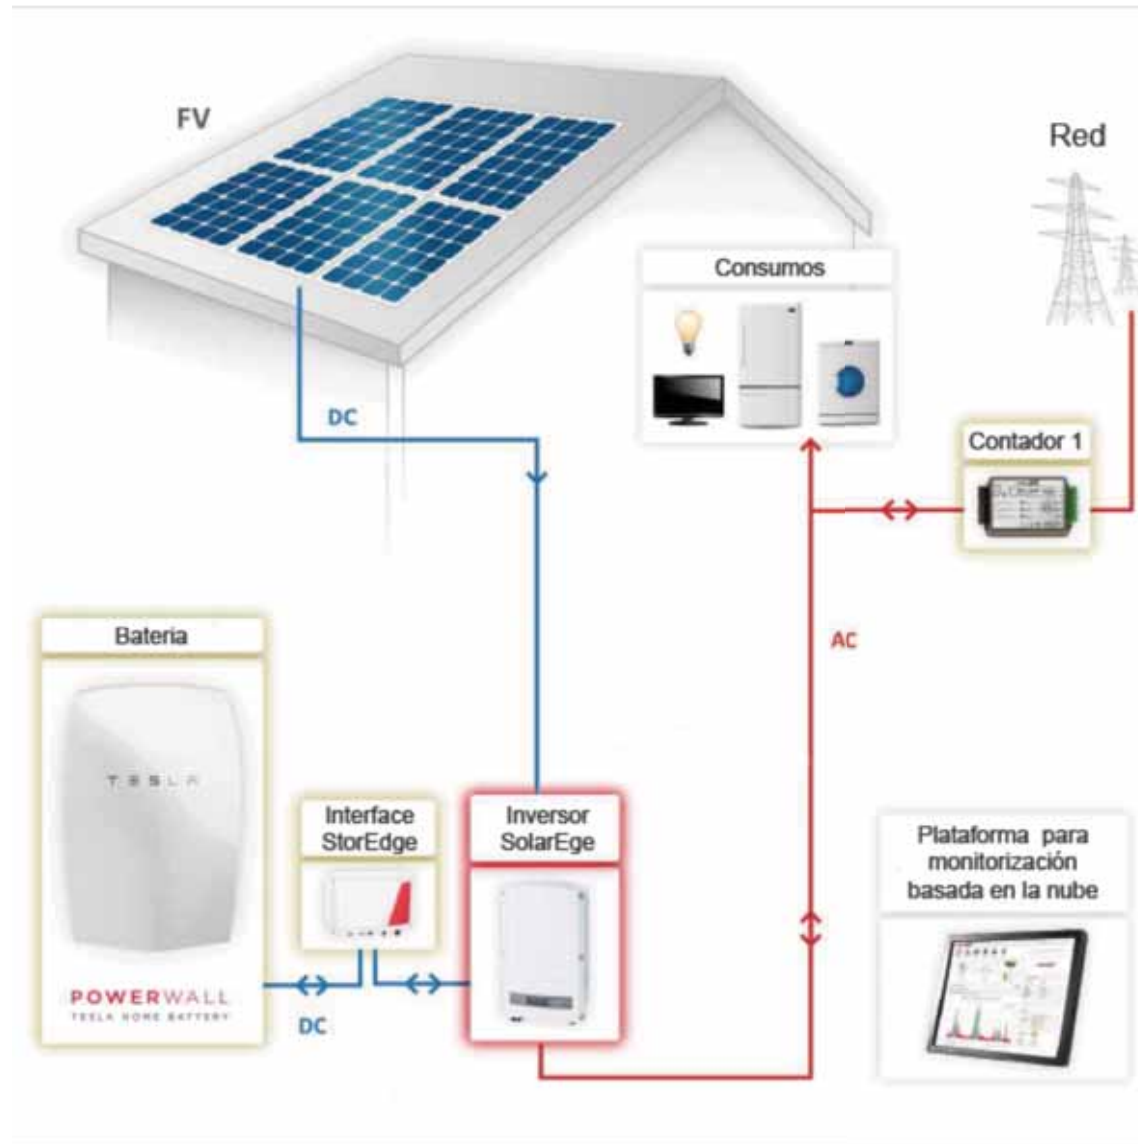 FV
Red
Consumos
DC
Contador 1
AC
Bateria
TESLA
POWERWALL
TESLA HOME BATTERY
DC
Interface
StorEdge
Inversor
SolarEge
Plataforma para
monitorización
basada en la nube